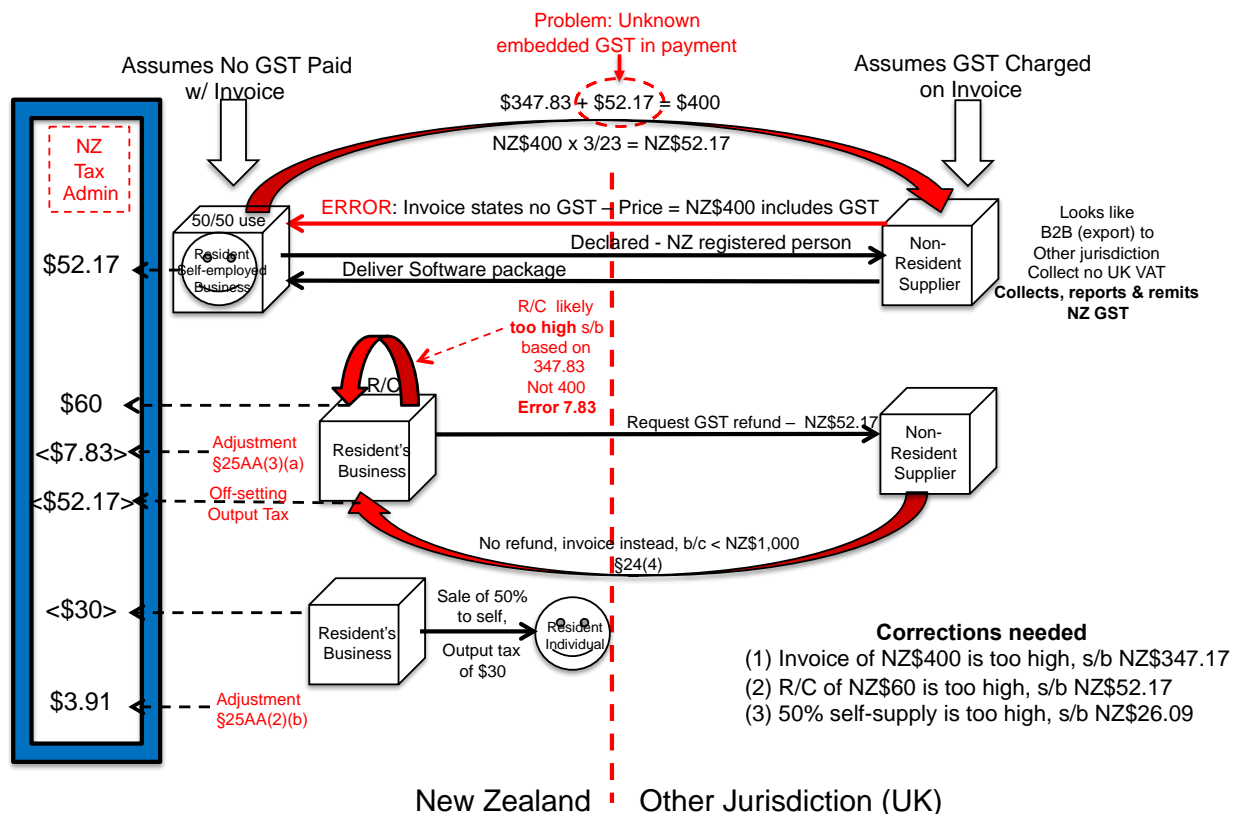 Problem: Unknown
embedded GST in payment
Assumes No GST Paid
w/ Invoice
Assumes GST Charged
on Invoice
$347.83 + $52.17 = $400
NZ$400 x 3/23 = NZ$52.17
NZ
Tax
Admin
50/50 use
Resident
Self-employed
Business
ERROR: Invoice states no GST – Price = NZ$400 includes GST
Declared - NZ registered person
Deliver Software package
Non-
Resident
Supplier
Looks like
B2B (export) to
Other jurisdiction
Collect no UK VAT
Collects, reports & remits
NZ GST
$52.17
R/C likely
too high s/b
based on
347.83
Not 400
Error 7.83
R/C
Resident's
Business
Request GST refund – NZ$52.17
Non-
Resident
Supplier
$60
<$7.83>
Adjustment
§25AA(3)(a)
<$52.17>
Off-setting
Output Tax
No refund, invoice instead, b/c < NZ$1,000
§24(4)
<$30>
Resident's
Business
Sale of 50%
to self,
Output tax
of $30
Resident
Individual
$3.91
Adjustment
§25AA(2)(b)
Corrections needed
(1) Invoice of NZ$400 is too high, s/b NZ$347.17
(2) R/C of NZ$60 is too high, s/b NZ$52.17
(3) 50% self-supply is too high, s/b NZ$26.09
New Zealand
Other Jurisdiction (UK)